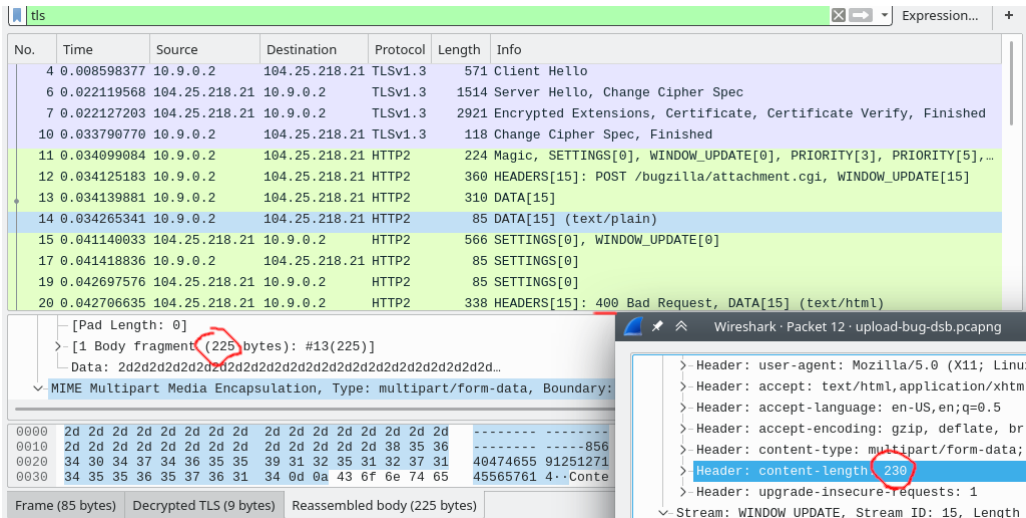 tls Expression... +
No. Time Source Destination Protocol Length Info
4 0.008598377 10.9.0.2 104.25.218.21 TLSv1.3 571 Client Hello
6 0.022119568 104.25.218.21 10.9.0.2 TLSv1.3 1514 Server Hello, Change Cipher Spec
7 0.022127203 104.25.218.21 10.9.0.2 TLSv1.3 2921 Encrypted Extensions, Certificate, Certificate Verify, Finished
10 0.033790770 10.9.0.2 104.25.218.21 TLSv1.3 118 Change Cipher Spec, Finished
11 0.034099084 10.9.0.2 104.25.218.21 HTTP2 224 Magic, SETTINGS[0], WINDOW_UPDATE[0], PRIORITY[3], PRIORITY[5],…
12 0.034125183 10.9.0.2 104.25.218.21 HTTP2 360 HEADERS[15]: POST /bugzilla/attachment.cgi, WINDOW_UPDATE[15]
13 0.034139881 10.9.0.2 104.25.218.21 HTTP2 310 DATA[15]
14 0.034265341 10.9.0.2 104.25.218.21 HTTP2 85 DATA[15] (text/plain)
15 0.041140033 104.25.218.21 10.9.0.2 HTTP2 566 SETTINGS[0], WINDOW_UPDATE[0]
17 0.041418836 10.9.0.2 104.25.218.21 HTTP2 85 SETTINGS[0]
19 0.042697576 104.25.218.21 10.9.0.2 HTTP2 85 SETTINGS[0]
20 0.042706635 104.25.218.21 10.9.0.2 HTTP2 338 HEADERS[15]: 400 Bad Request, DATA[15] (text/html)
[Pad Length: 0]
[1 Body fragment (225 bytes): #13(225)]
Data: 2d2d2d2d2d2d2d2d2d2d2d2d2d2d2d2d2d2d2d2d2d2d2d2d…
MIME Multipart Media Encapsulation, Type: multipart/form-data, Boundary:
0000 2d 2d 2d 2d 2d 2d 2d 2d 2d 2d 2d 2d 2d 2d 2d 2d -------- --------
0010 2d 2d 2d 2d 2d 2d 2d 2d 2d 2d 2d 2d 2d 38 35 36 -------- -----856
0020 34 30 34 37 34 36 35 35 39 31 32 35 31 32 37 31 40474655 91251271
0030 34 35 35 36 35 37 36 31 34 0d 0a 43 6f 6e 74 65 45565761 4··Conte
Frame (85 bytes) Decrypted TLS (9 bytes) Reassembled body (225 bytes)
Wireshark · Packet 12 · upload-bug-dsb.pcapng
Header: user-agent: Mozilla/5.0 (X11; Linu
Header: accept: text/html,application/xhtm
Header: accept-language: en-US,en;q=0.5
Header: accept-encoding: gzip, deflate, br
Header: content-type: multipart/form-data;
Header: content-length: 230
Header: upgrade-insecure-requests: 1
Stream: WINDOW_UPDATE, Stream ID: 15, Length